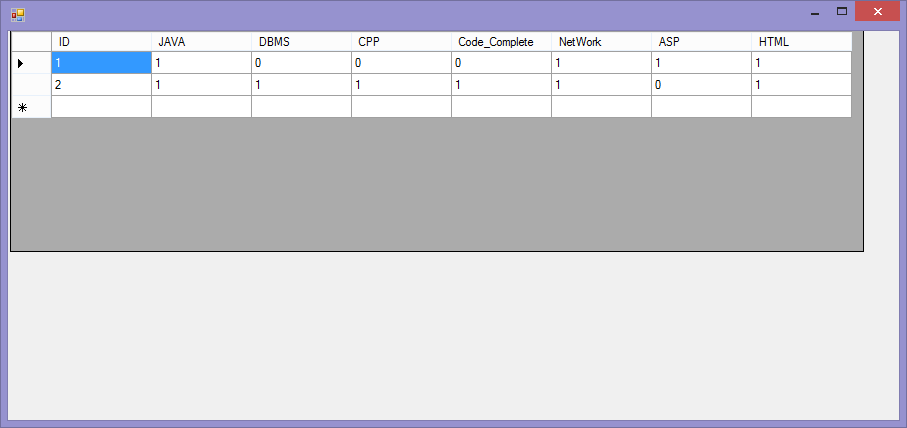 ID JAVA DBMS CPP Code_Complete NetWork ASP HTML
1 1 0 0 0 1 1 1
2 1 1 1 1 1 0 1